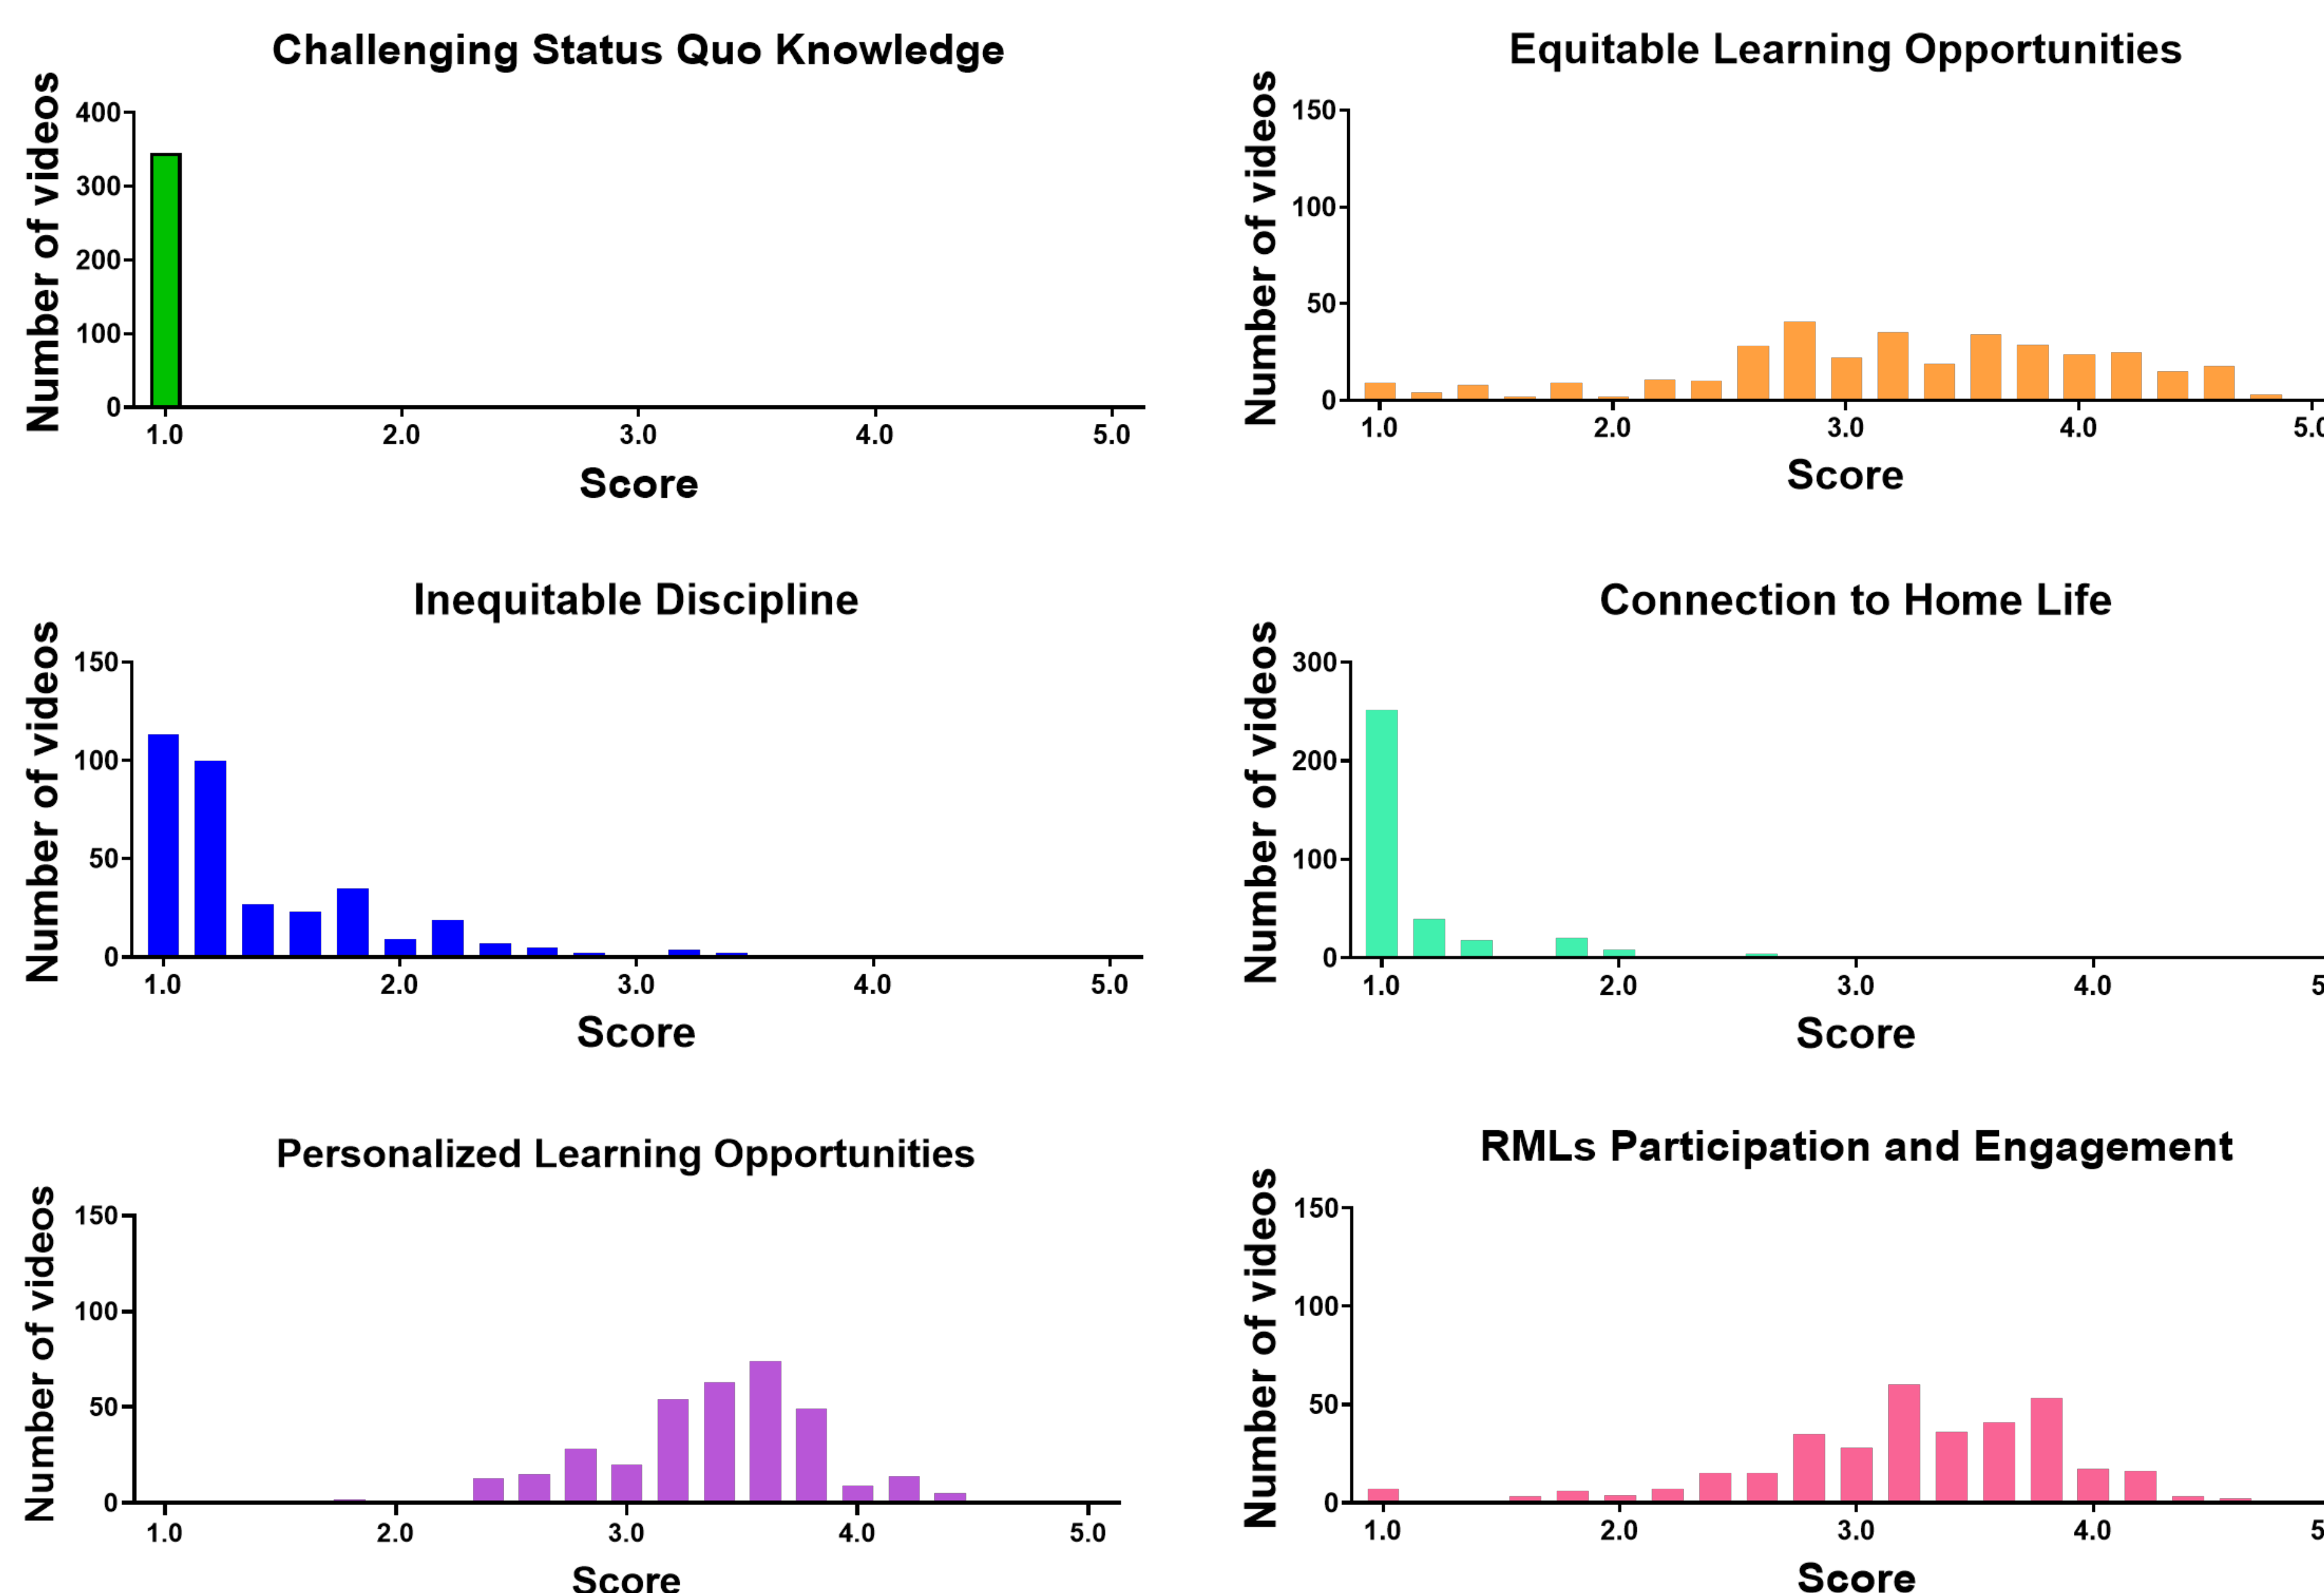 Challenging Status Quo Knowledge
Number of videos
400
300
200
100
0
1.0 2.0 3.0 4.0 5.0
Score
Equitable Learning Opportunities
Number of videos
150
100
50
0
1.0 2.0 3.0 4.0 5.0
Score
Inequitable Discipline
Number of videos
150
100
50
0
1.0 2.0 3.0 4.0 5.0
Score
Connection to Home Life
Number of videos
300
200
100
0
1.0 2.0 3.0 4.0 5
Score
Personalized Learning Opportunities
Number of videos
150
100
50
0
1.0 2.0 3.0 4.0 5.0
Score
RMLs Participation and Engagement
Number of videos
150
100
50
0
1.0 2.0 3.0 4.0 5
Score